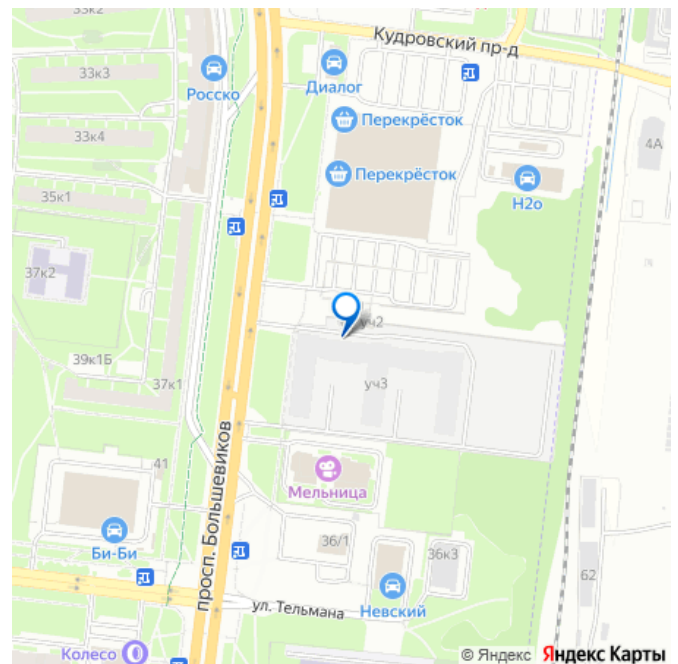 33к2
Кудровский пр-д
33к3
Росско
Диалог
Перекрёсток
33к4
4А
Перекрёсток
Н2о
35к1
37к2
уч2
39к1Б
37к1
уч3
просп. Большевиков
41
Мельница
Би-Би
36/1
36к3
62
ул. Тельмана
Невский
Колесо
© Яндекс Яндекс Карты